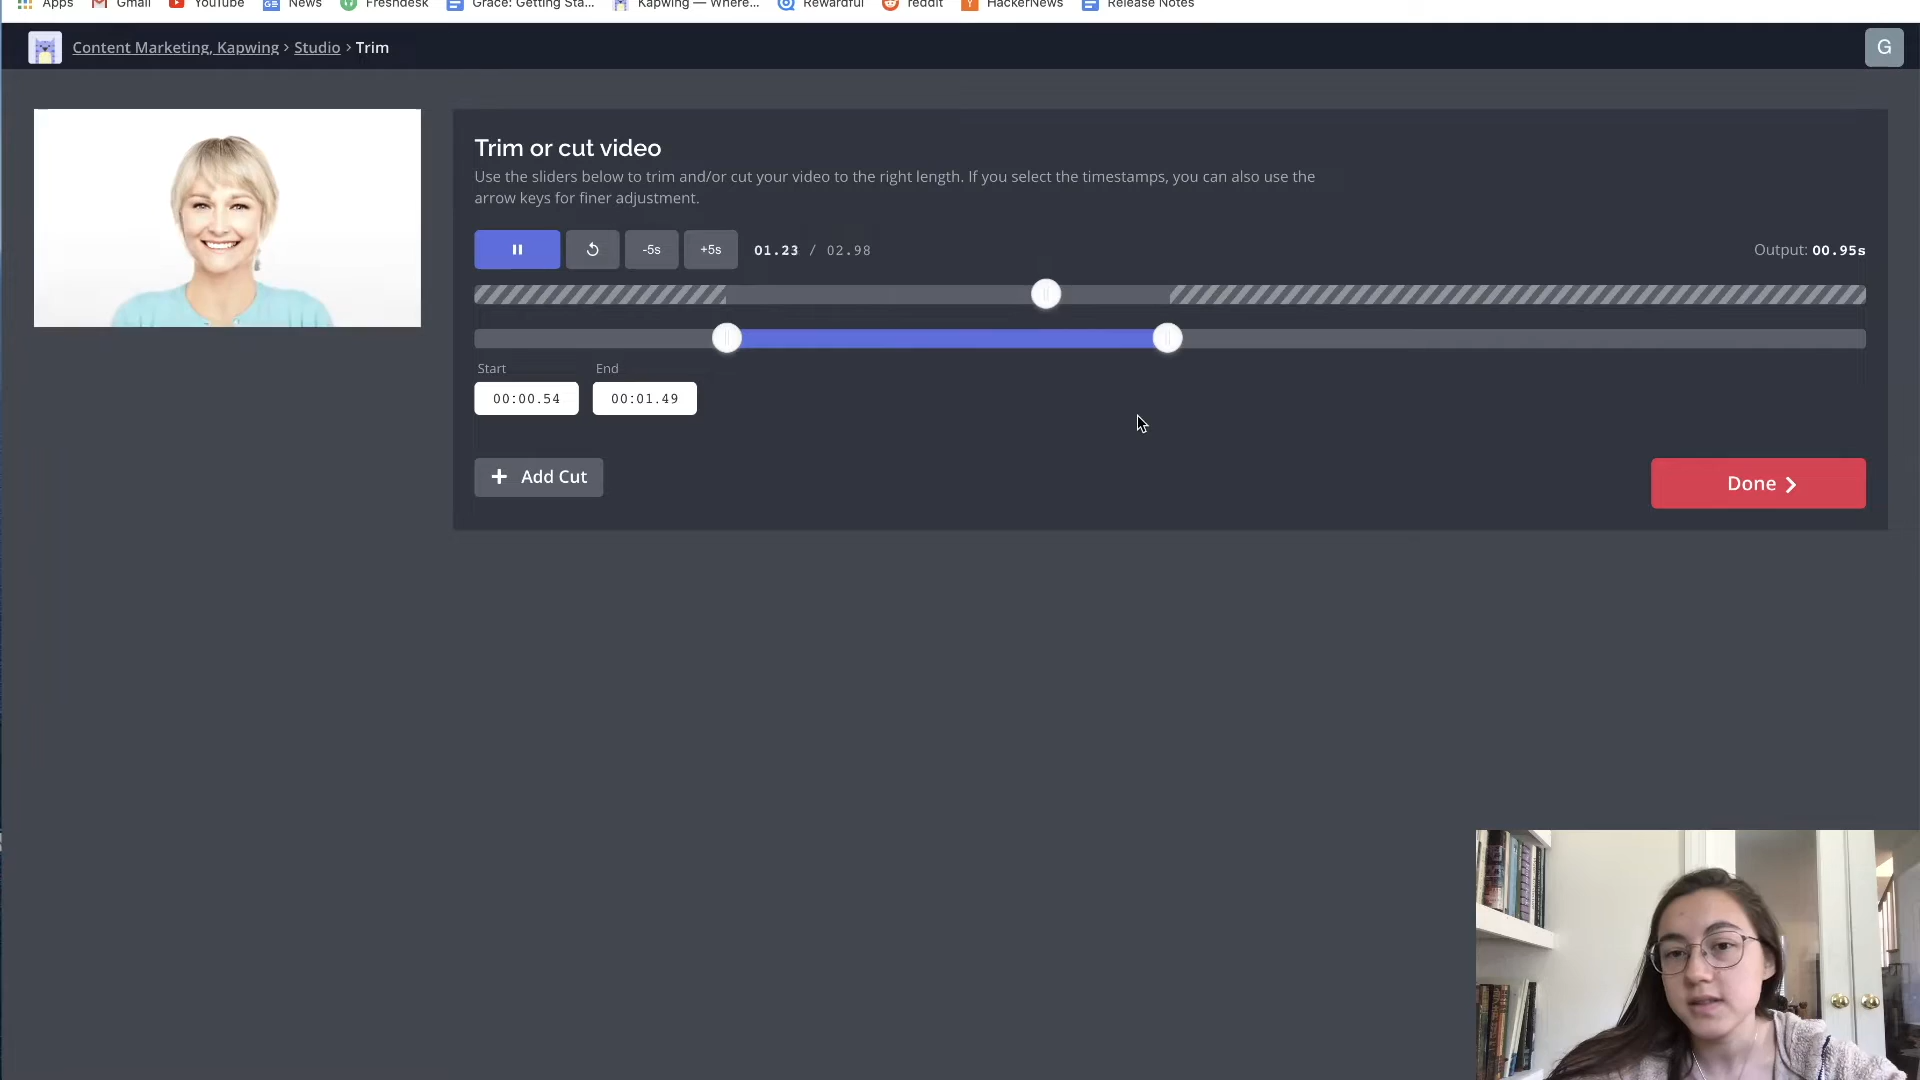 Apps Gmail YouTube News Freshdesk Grace: Getting Sta... Kapwing — Where... Rewardful reddit HackerNews Release Notes
Content Marketing, Kapwing › Studio › Trim
G
Trim or cut video
Use the sliders below to trim and/or cut your video to the right length. If you select the timestamps, you can also use the
arrow keys for finer adjustment.
-5s +5s 01.23 / 02.98 Output: 00.95s
Start End
00:00.54 00:01.49
+ Add Cut
Done >